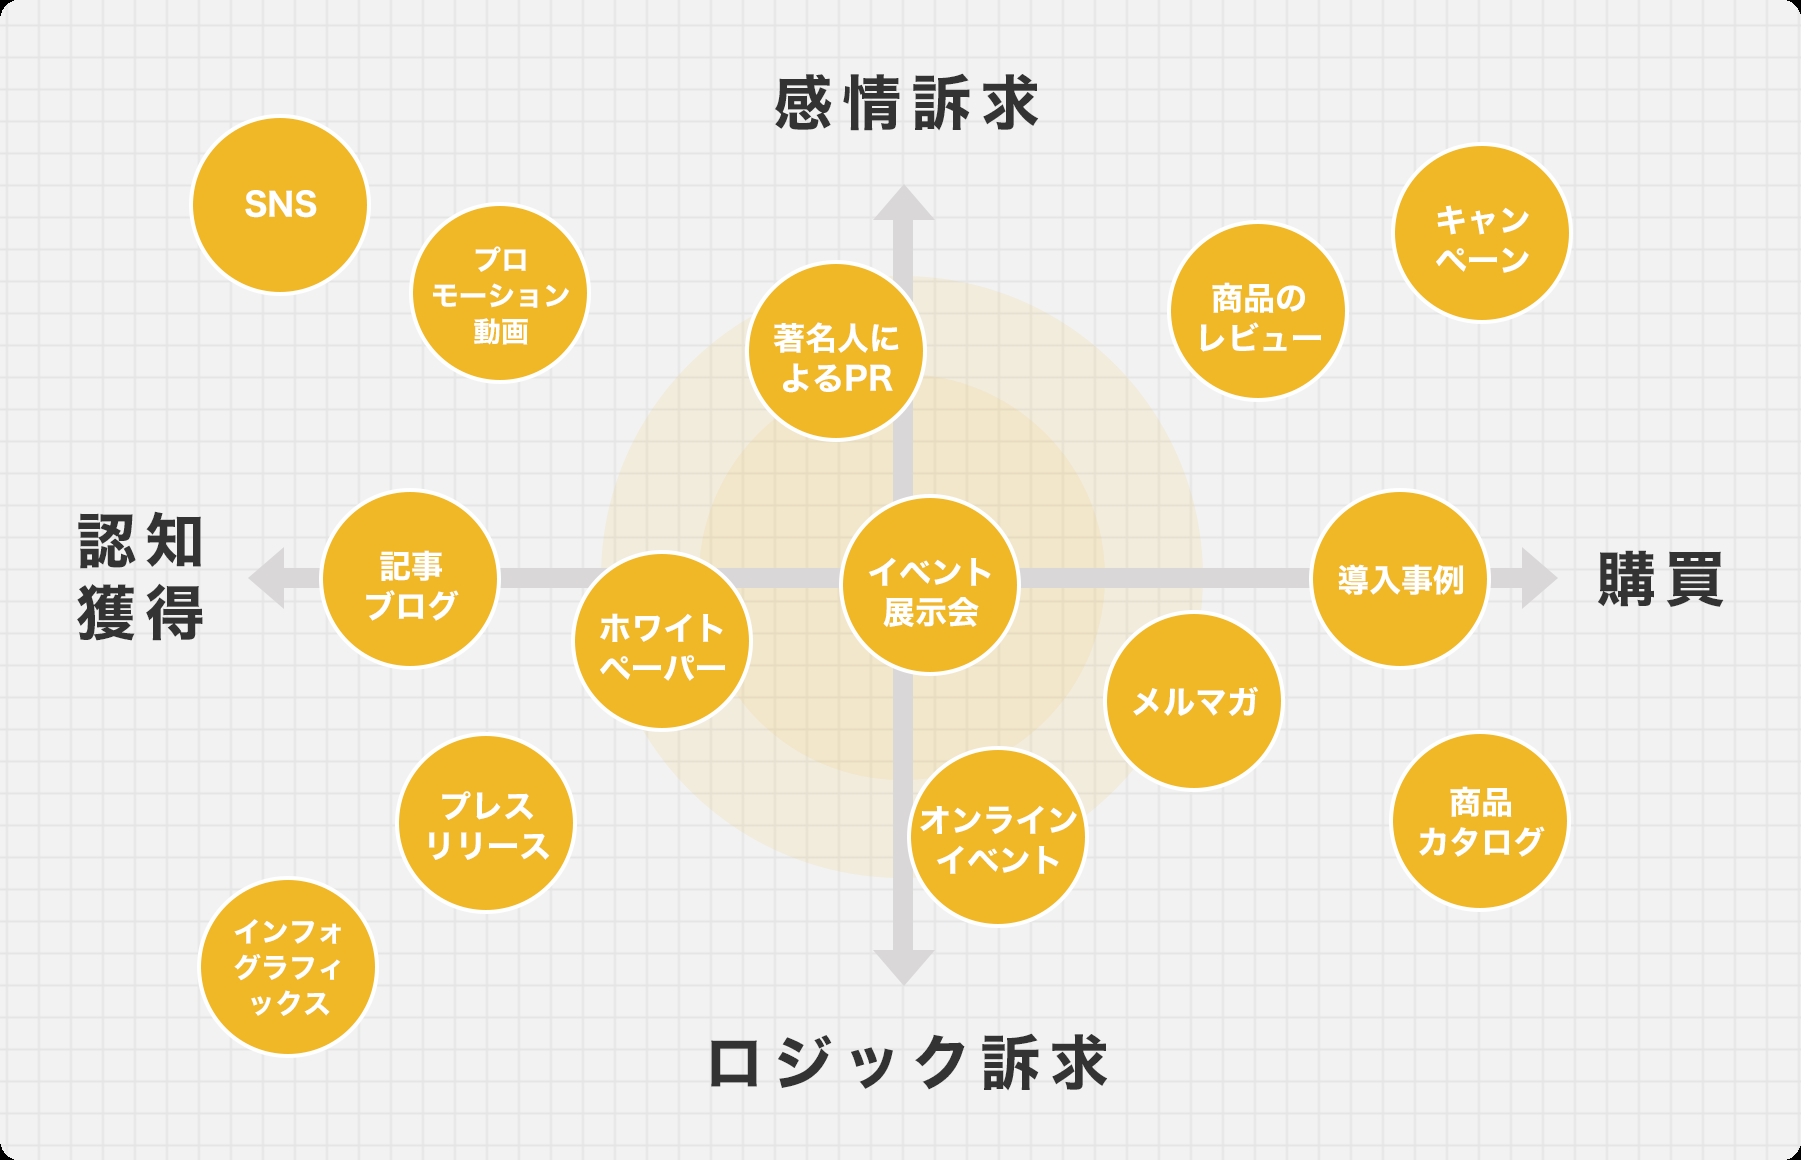 感情訴求
SNS
キャン
ペーン
プロ
モーション
動画
商品の
レビュー
著名人に
よるPR
認知
獲得
記事
ブログ
イベント
展示会
導入事例
購買
ホワイト
ペーパー
メルマガ
プレス
リリース
オンライン
イベント
商品
カタログ
インフォ
グラフィ
ックス
ロジック訴求